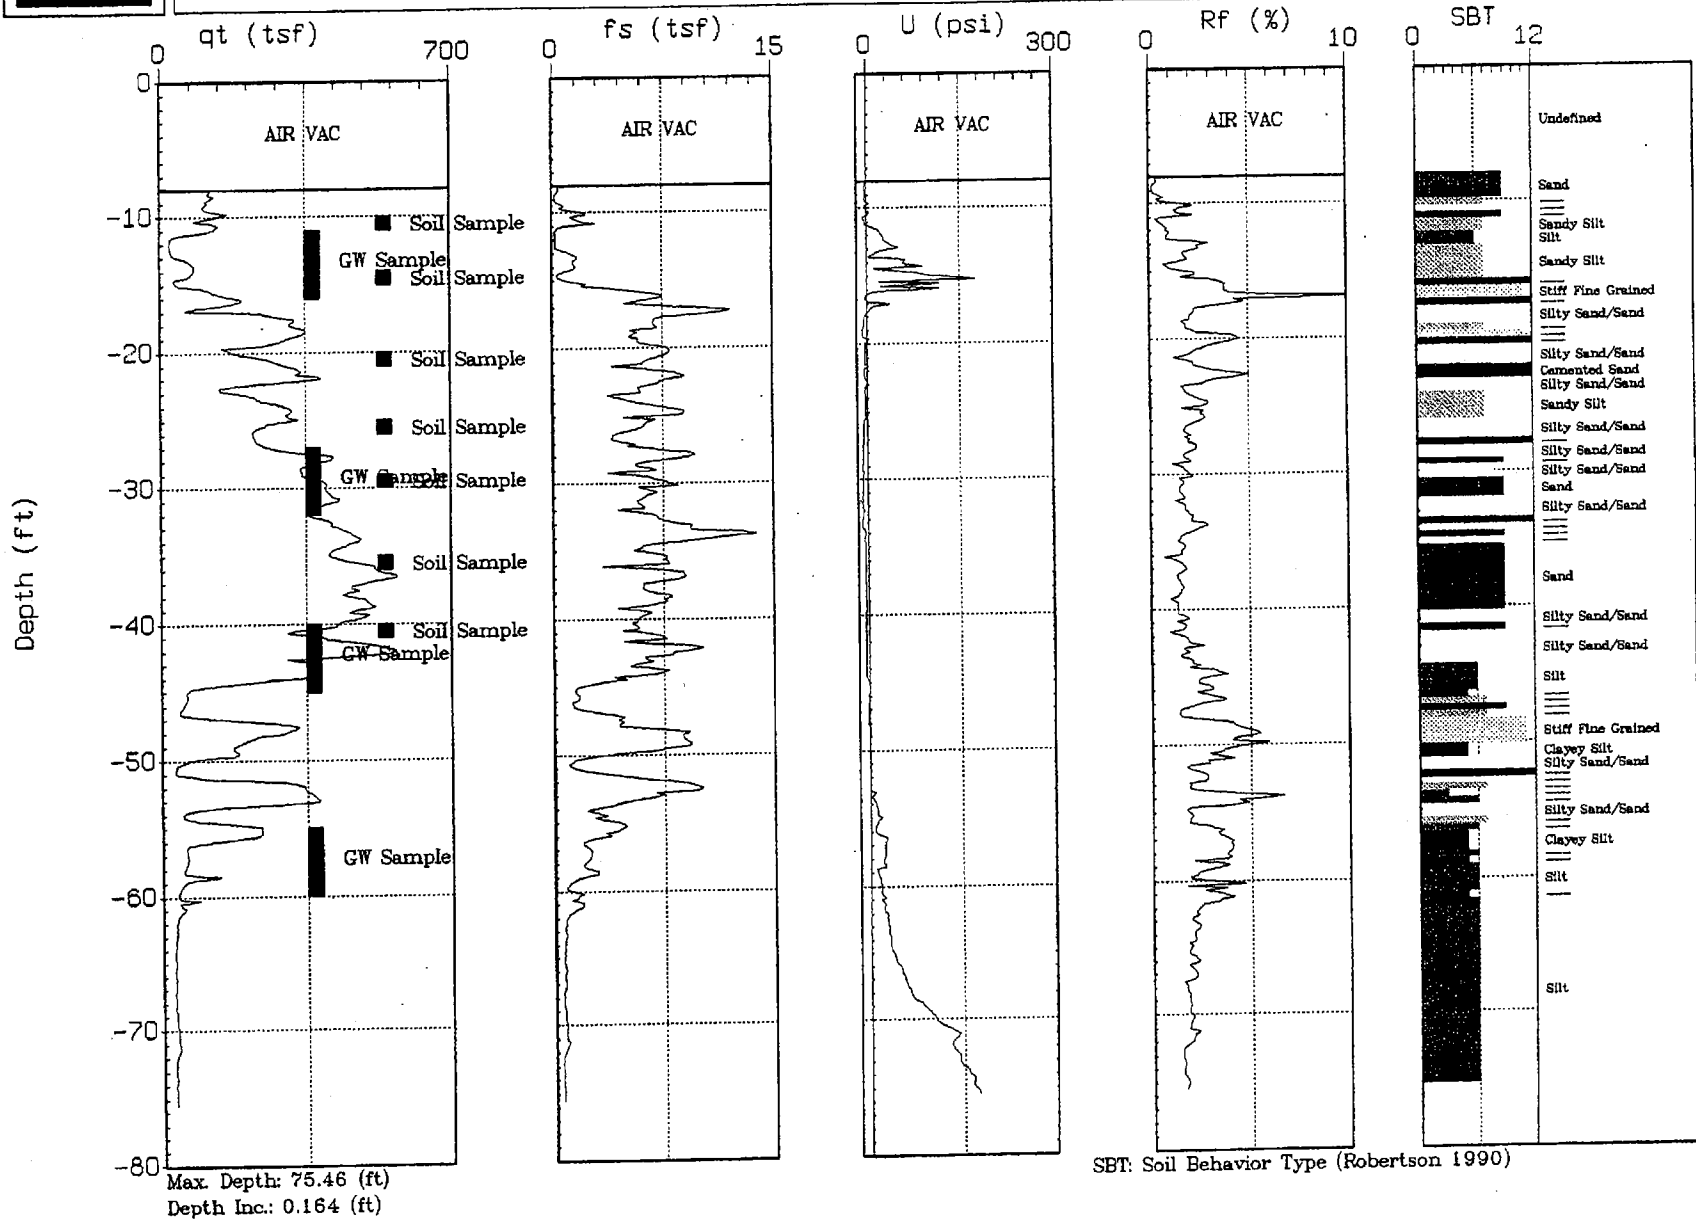 qt (tsf)
0 700
fs (tsf)
0 15
U (psi)
0 300
Rf (%)
0 10
SBT
0 12
Depth (ft)
0
-10
-20
-30
-40
-50
-60
-70
-80
AIR VAC
AIR VAC
AIR VAC
AIR VAC
Soil Sample
GW Sample
Soil Sample
Soil Sample
Soil Sample
GW Sample
Soil Sample
Soil Sample
Soil Sample
GW Sample
GW Sample
Undefined
Sand
Sandy Silt
Silt
Sandy Silt
Stiff Fine Grained
Silty Sand/Sand
Silty Sand/Sand
Cemented Sand
Silty Sand/Sand
Sandy Silt
Silty Sand/Sand
Silty Sand/Sand
Silty Sand/Sand
Sand
Silty Sand/Sand
Sand
Silty Sand/Sand
Silty Sand/Sand
Silt
Stiff Fine Grained
Clayey Silt
Silty Sand/Sand
Silty Sand/Sand
Clayey Silt
Silt
Silt
Max. Depth: 75.46 (ft)
Depth Inc.: 0.164 (ft)
SBT: Soil Behavior Type (Robertson 1990)